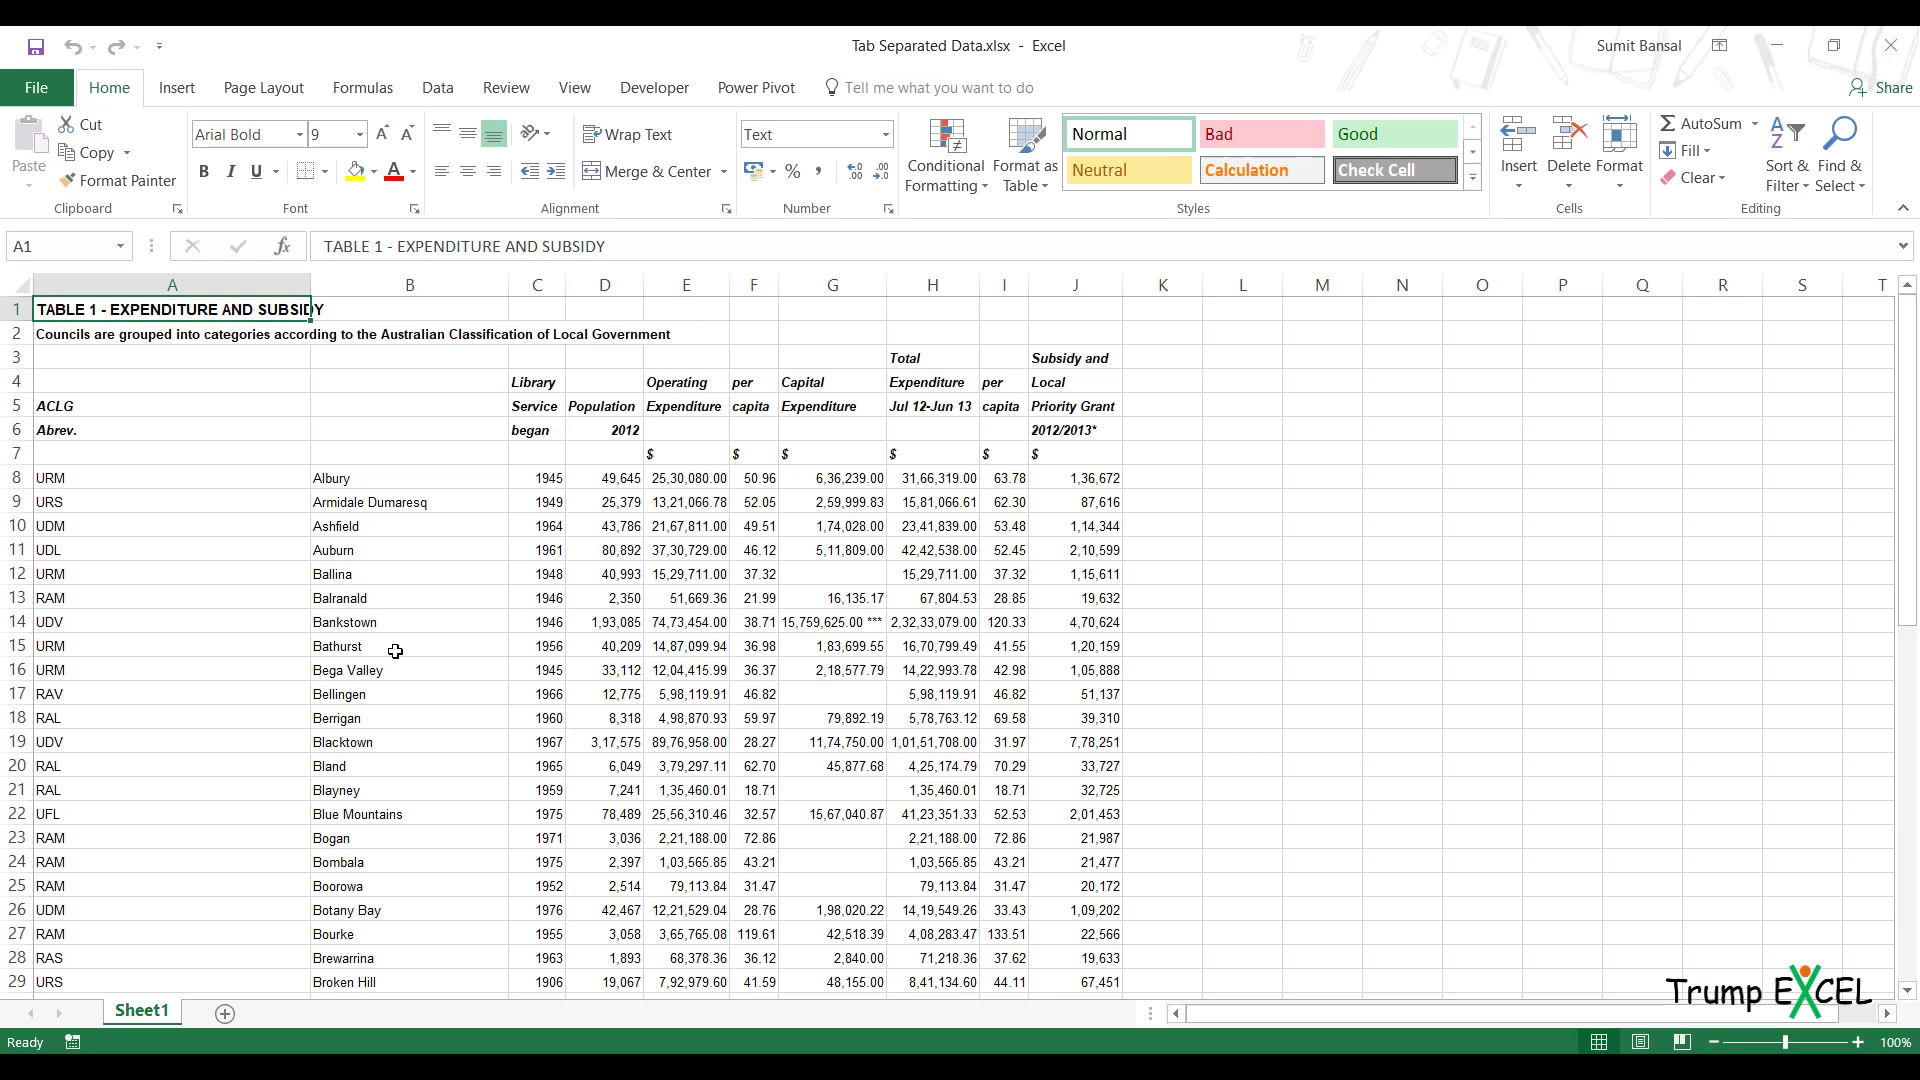 Tab Separated Data.xlsx - Excel
Sumit Bansal
File Home Insert Page Layout Formulas Data Review View Developer Power Pivot Tell me what you want to do Share
Paste
Cut
Copy
Format Painter
Clipboard
Arial Bold 9
B I U
Font
Wrap Text
Merge & Center
Alignment
Text
Number
Conditional Formatting
Format as Table
Normal Bad Good
Neutral Calculation Check Cell
Styles
Insert Delete Format
Cells
AutoSum
Fill
Clear
Sort & Filter
Find & Select
Editing
A1 fx TABLE 1 - EXPENDITURE AND SUBSIDY
A B C D E F G H I J K L M N O P Q R S T
1 TABLE 1 - EXPENDITURE AND SUBSIDY
2 Councils are grouped into categories according to the Australian Classification of Local Government
3 Total Subsidy and
4 Library Operating per Capital Expenditure per Local
5 ACLG Service Population Expenditure capita Expenditure Jul 12-Jun 13 capita Priority Grant
6 Abrev. began 2012 2012/2013*
7 $ $ $ $ $ $
8 URM Albury 1945 49,645 25,30,080.00 50.96 6,36,239.00 31,66,319.00 63.78 1,36,672
9 URS Armidale Dumaresq 1949 25,379 13,21,066.78 52.05 2,59,999.83 15,81,066.61 62.30 87,616
10 UDM Ashfield 1964 43,786 21,67,811.00 49.51 1,74,028.00 23,41,839.00 53.48 1,14,344
11 UDL Auburn 1961 80,892 37,30,729.00 46.12 5,11,809.00 42,42,538.00 52.45 2,10,599
12 URM Ballina 1948 40,993 15,29,711.00 37.32 15,29,711.00 37.32 1,15,611
13 RAM Balranald 1946 2,350 51,669.36 21.99 16,135.17 67,804.53 28.85 19,632
14 UDV Bankstown 1946 1,93,085 74,73,454.00 38.71 15,759,625.00 *** 2,32,33,079.00 120.33 4,70,624
15 URM Bathurst 1956 40,209 14,87,099.94 36.98 1,83,699.55 16,70,799.49 41.55 1,20,159
16 URM Bega Valley 1945 33,112 12,04,415.99 36.37 2,18,577.79 14,22,993.78 42.98 1,05,888
17 RAV Bellingen 1966 12,775 5,98,119.91 46.82 5,98,119.91 46.82 51,137
18 RAL Berrigan 1960 8,318 4,98,870.93 59.97 79,892.19 5,78,763.12 69.58 39,310
19 UDV Blacktown 1967 3,17,575 89,76,958.00 28.27 11,74,750.00 1,01,51,708.00 31.97 7,78,251
20 RAL Bland 1965 6,049 3,79,297.11 62.70 45,877.68 4,25,174.79 70.29 33,727
21 RAL Blayney 1959 7,241 1,35,460.01 18.71 1,35,460.01 18.71 32,725
22 UFL Blue Mountains 1975 78,489 25,56,310.46 32.57 15,67,040.87 41,23,351.33 52.53 2,01,453
23 RAM Bogan 1971 3,036 2,21,188.00 72.86 2,21,188.00 72.86 21,987
24 RAM Bombala 1975 2,397 1,03,565.85 43.21 1,03,565.85 43.21 21,477
25 RAM Boorowa 1952 2,514 79,113.84 31.47 79,113.84 31.47 20,172
26 UDM Botany Bay 1976 42,467 12,21,529.04 28.76 1,98,020.22 14,19,549.26 33.43 1,09,202
27 RAM Bourke 1955 3,058 3,65,765.08 119.61 42,518.39 4,08,283.47 133.51 22,566
28 RAS Brewarrina 1963 1,893 68,378.36 36.12 2,840.00 71,218.36 37.62 19,633
29 URS Broken Hill 1906 19,067 7,92,979.60 41.59 48,155.00 8,41,134.60 44.11 67,451
Trump EXCEL
Sheet1
Ready 100%